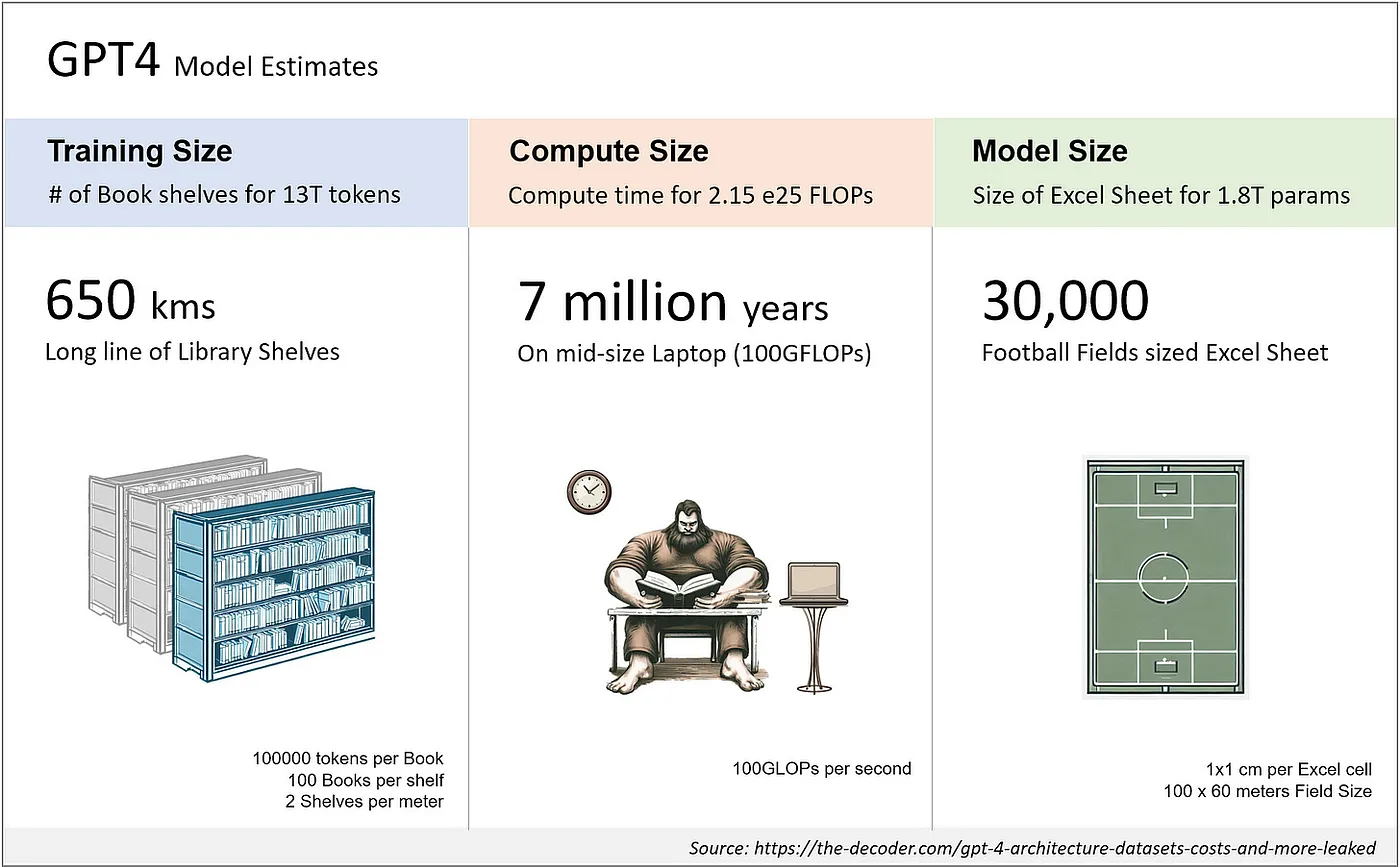 GPT4 Model Estimates
Training Size
# of Book shelves for 13T tokens
650 kms
Long line of Library Shelves
100000 tokens per Book
100 Books per shelf
2 Shelves per meter
Compute Size
Compute time for 2.15 e25 FLOPs
7 million years
On mid-size Laptop (100GFLOPs)
100GLOPs per second
Model Size
Size of Excel Sheet for 1.8T params
30,000
Football Fields sized Excel Sheet
1x1 cm per Excel cell
100 x 60 meters Field Size
Source: https://the-decoder.com/gpt-4-architecture-datasets-costs-and-more-leaked